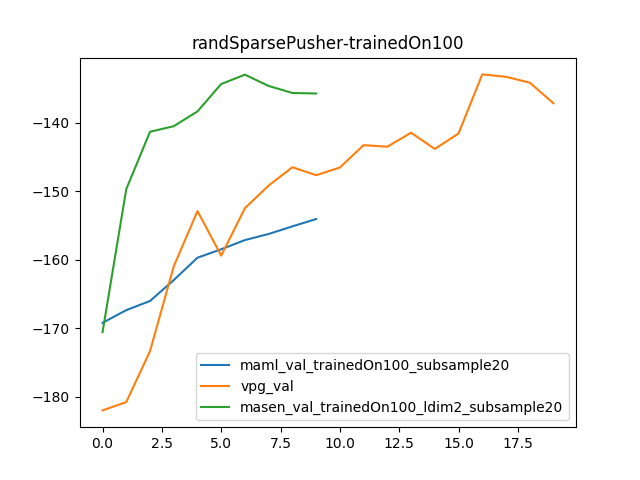 randSparsePusher-trainedOn100
−140
−150
−160
−170
−180
maml_val_trainedOn100_subsample20
vpg_val
masen_val_trainedOn100_ldim2_subsample20
0.0 2.5 5.0 7.5 10.0 12.5 15.0 17.5